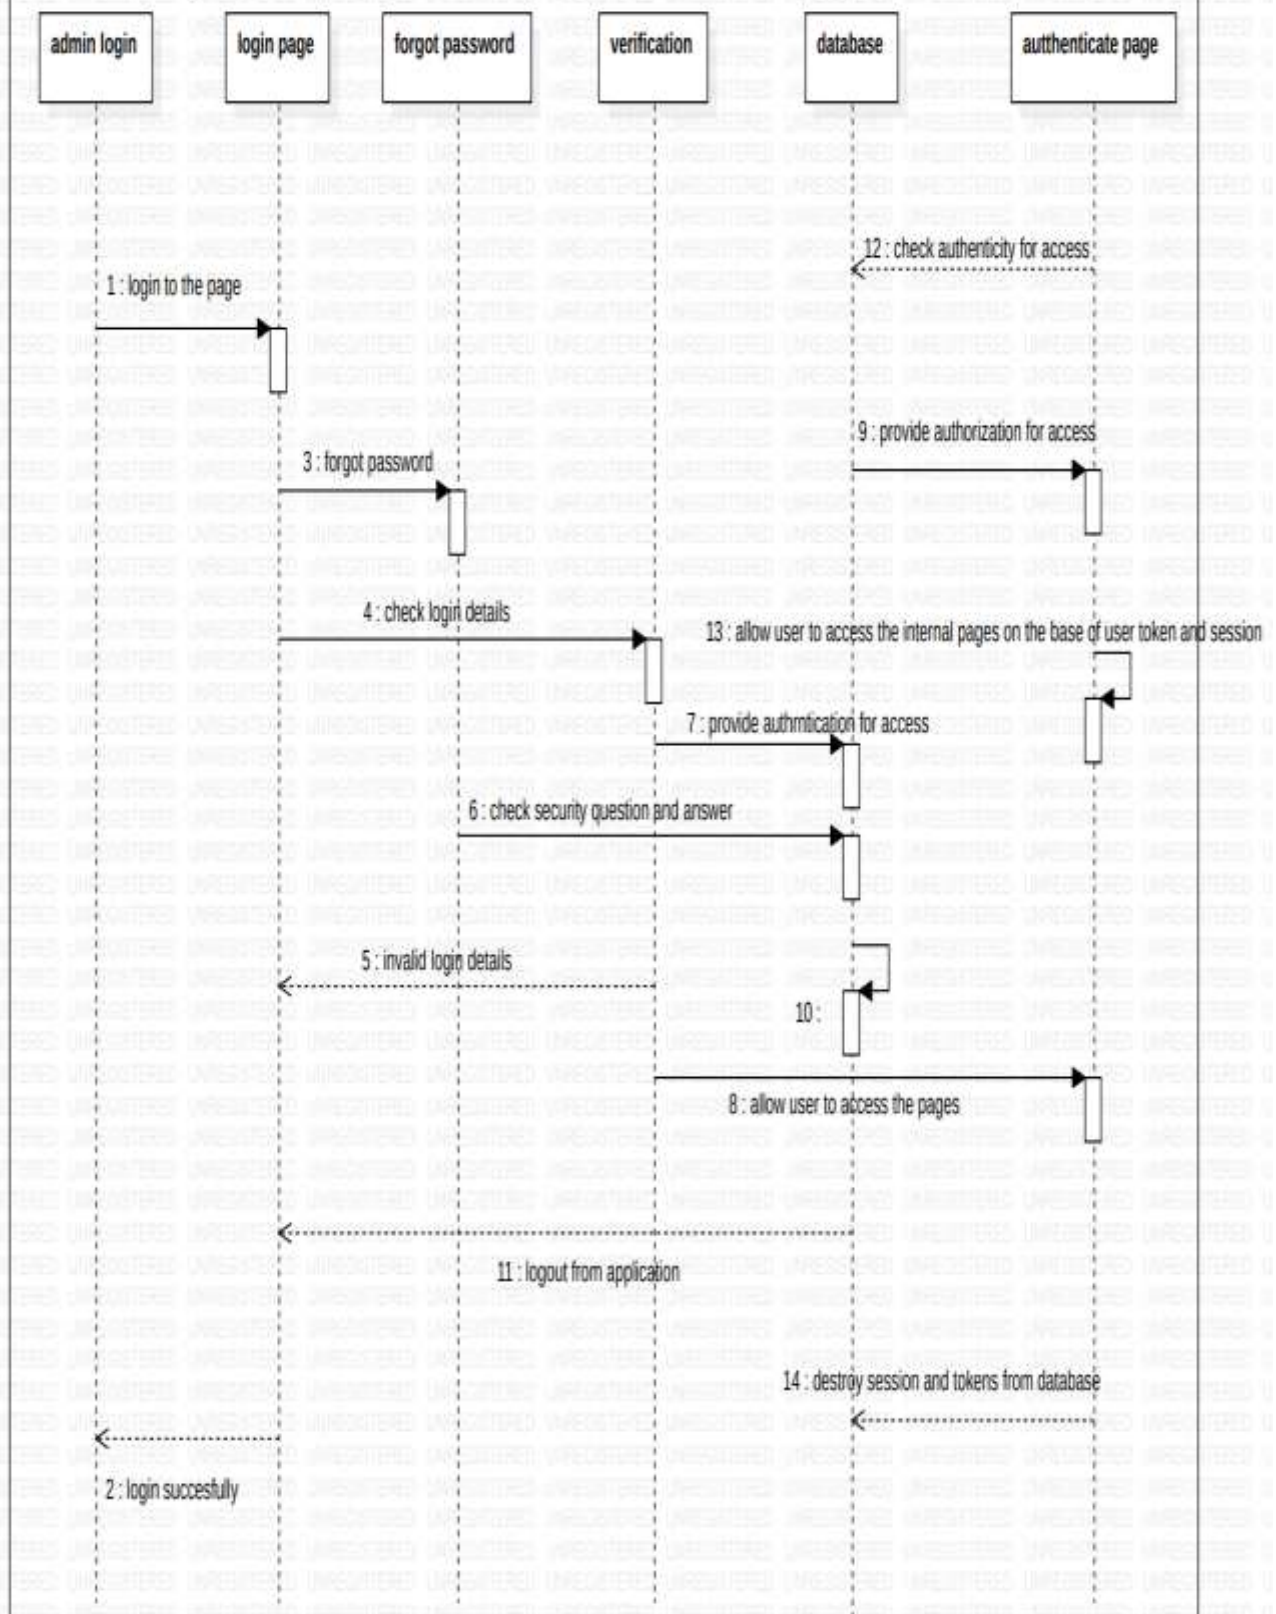 admin login
login page
forgot password
verification
database
autthenticate page
12 : check authenticity for access
1 : login to the page
9 : provide authorization for access
3 : forgot password
4 : check login details
13 : allow user to access the internal pages on the base of user token and session
7 : provide authrntication for access
6 : check security question and answer
5 : invalid login details
10 :
8 : allow user to access the pages
11 : logout from application
14 : destroy session and tokens from database
2 : login succesfully